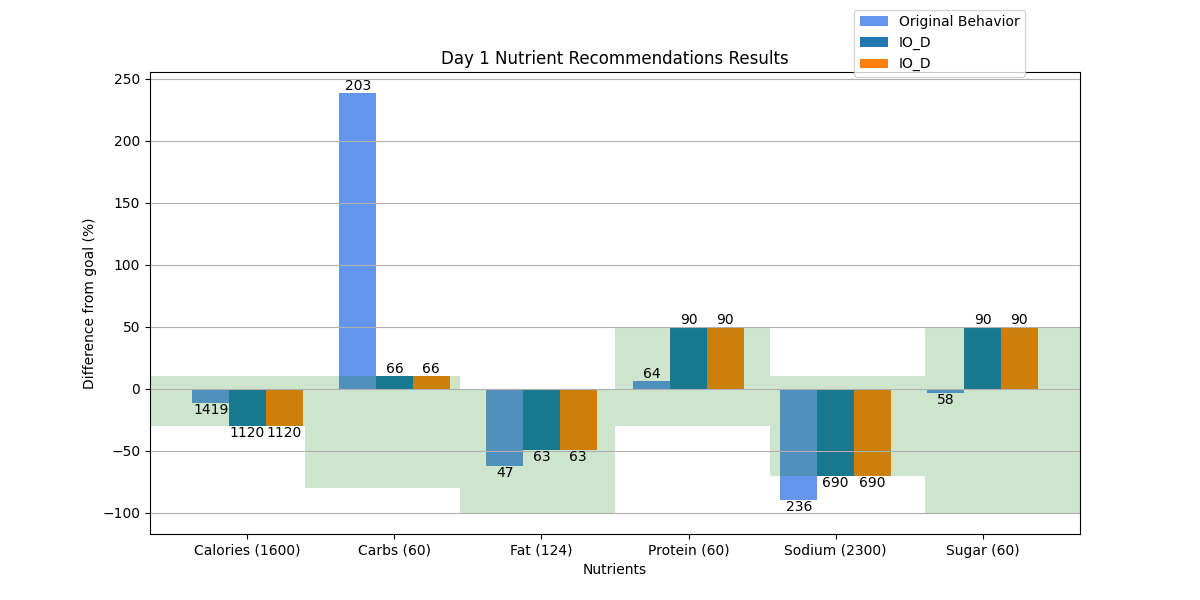 Original Behavior
IO_D
IO_D
Day 1 Nutrient Recommendations Results
250
200
150
100
50
0
−50
−100
Difference from goal (%)
203
66 66
1419
1120 1120
47
63 63
64
90 90
236
690 690
58
90 90
Calories (1600) Carbs (60) Fat (124) Protein (60) Sodium (2300) Sugar (60)
Nutrients